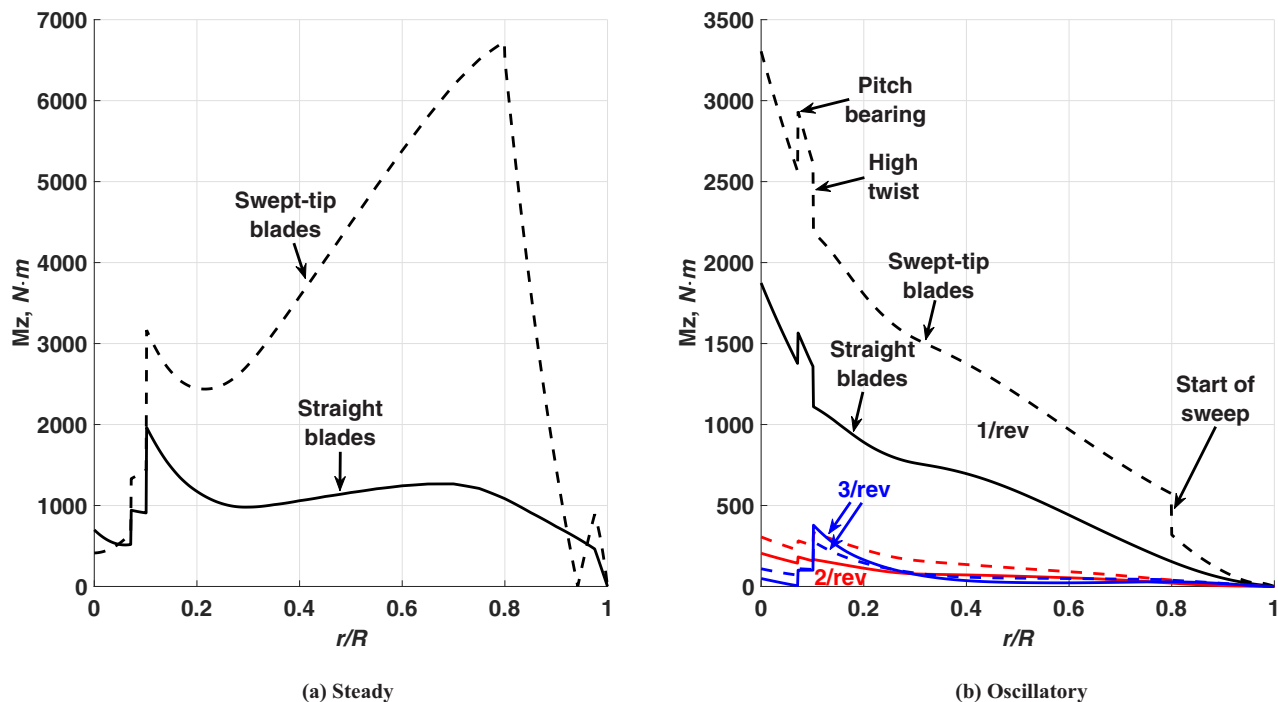 7000
6000
5000
4000
3000
2000
1000
0
Mz, N·m
Swept-tip
blades
Straight
blades
0
0.2
0.4
0.6
0.8
1
r/R
(a) Steady
3500
3000
2500
2000
1500
1000
500
0
Mz, N·m
Pitch
bearing
High
twist
Swept-tip
blades
Straight
blades
Start of
sweep
1/rev
3/rev
2/rev
0
0.2
0.4
0.6
0.8
1
r/R
(b) Oscillatory